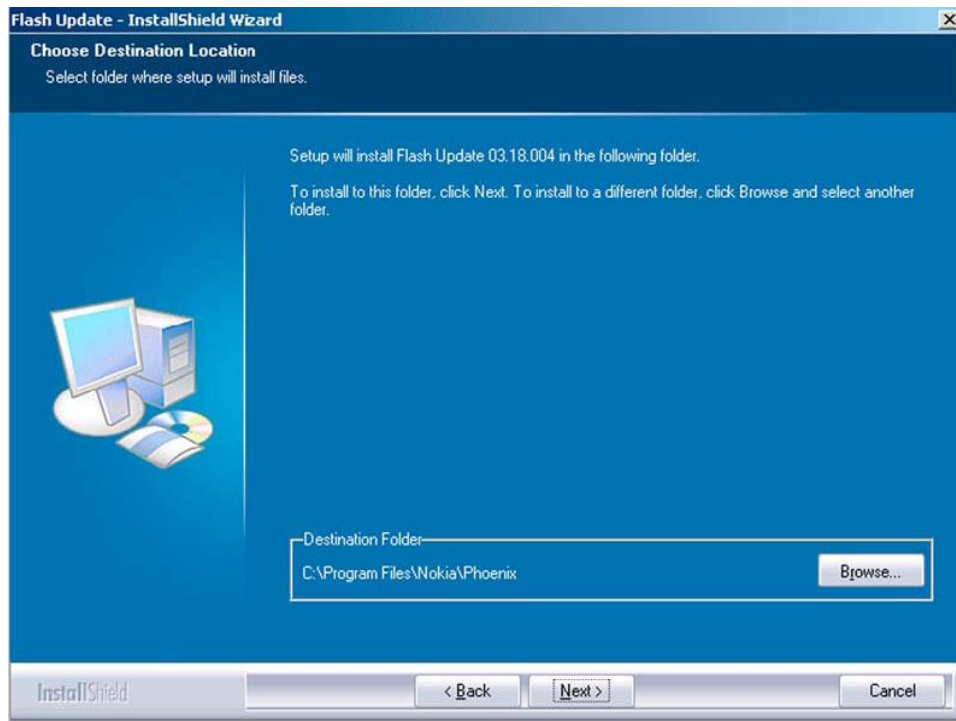 Flash Update - InstallShield Wizard
Choose Destination Location
Select folder where setup will install files.
Setup will install Flash Update 03.18.004 in the following folder.
To install to this folder, click Next. To install to a different folder, click Browse and select another
folder.
Destination Folder
C:\Program Files\Nokia\Phoenix
Browse...
InstallShield
< Back
Next >
Cancel